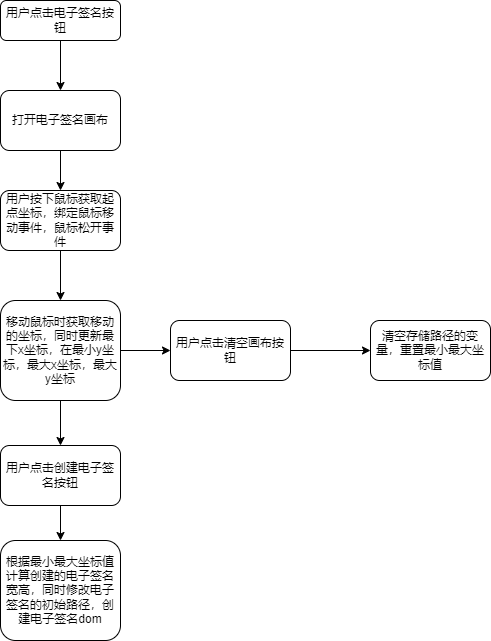 用户点击电子签名按
钮
打开电子签名画布
用户按下鼠标获取起
点坐标，绑定鼠标移
动事件，鼠标松开事
件
移动鼠标时获取移动
的坐标，同时更新最
下x坐标，在最小y坐标
，最大x坐标，最大
y坐标
用户点击清空画布按
钮
清空存储路径的变
量，重置最小最大坐
标值
用户点击创建电子签
名按钮
根据最小最大坐标值
计算创建的电子签名
宽高，同时修改电子
签名的初始路径，创
建电子签名dom